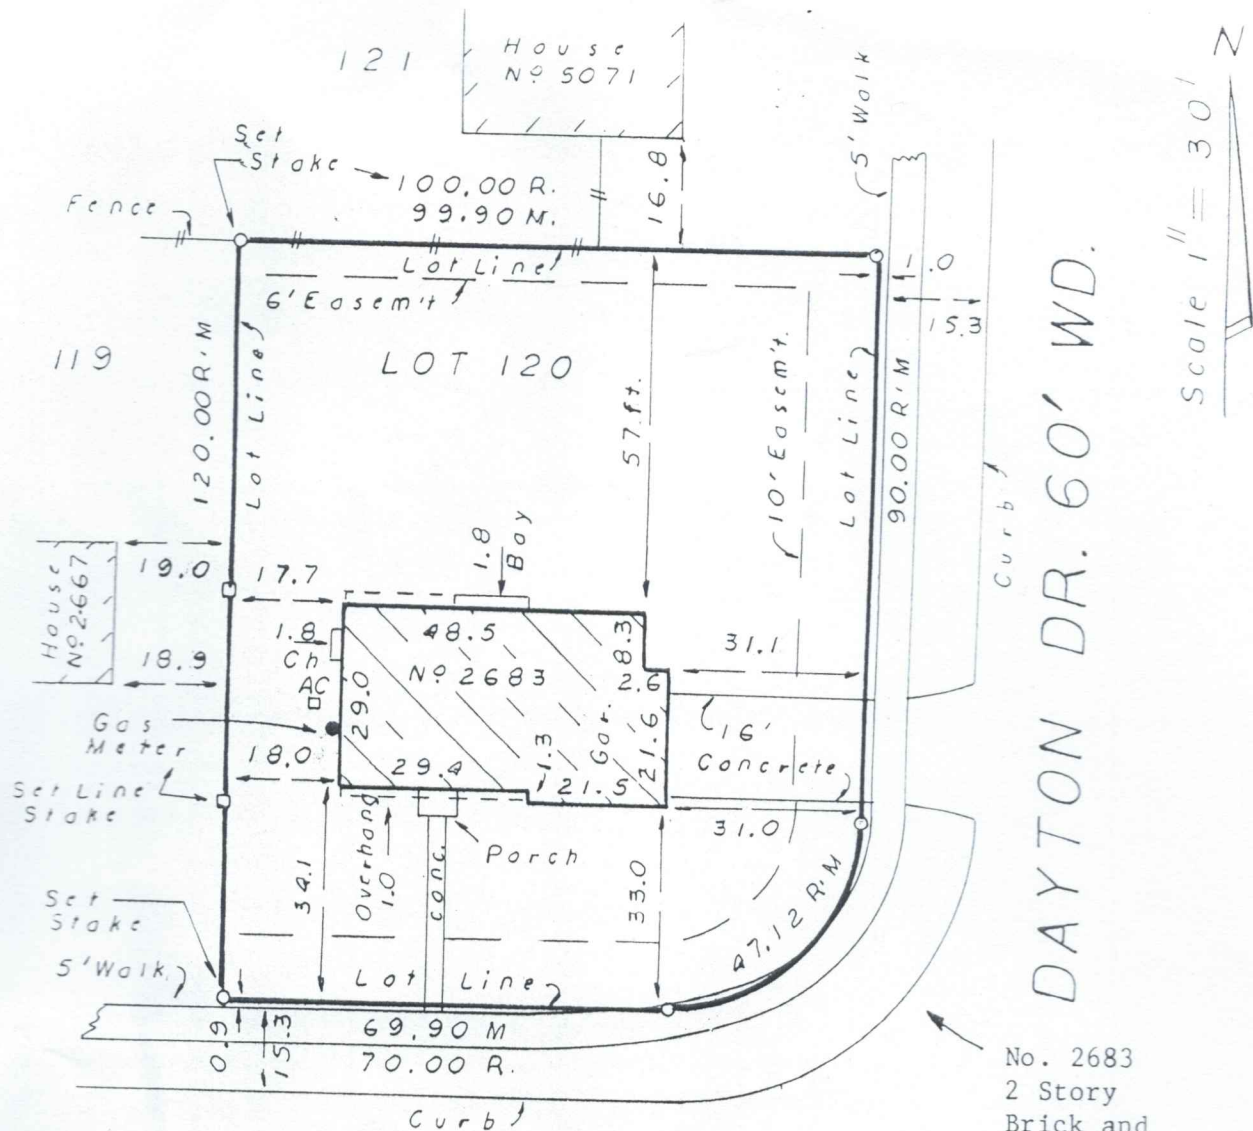 121
House
Nº 5071
5' Walk
N
Scale 1" = 30'
Set
Stake
100.00 R.
99.90 M.
16.8
Fence
Lot Line
6' Easem't
1.0
15.3
119
120.00 R'M
Lot Line
LOT 120
57.ft.
10' Easem't.
Lot Line
90.00 R'M
Curb
DAYTON DR. 60' WD.
House
Nº 2667
19.0
18.9
17.7
1.8
Bay
1.8
Ch
AC
48.5
8.3
Nº 2683
2.6
31.1
29.0
Gas
Meter
18.0
29.4
1.3
Gar.
21.6
21.5
16'
Concrete
31.0
Set Line
Stake
34.1
Overhang
1.0
conc.
Porch
33.0
47.12 R'M
Set
Stake
5' Walk
Lot Line
0.9
15.3
69.90 M
70.00 R.
Curb
No. 2683
2 Story
Brick and